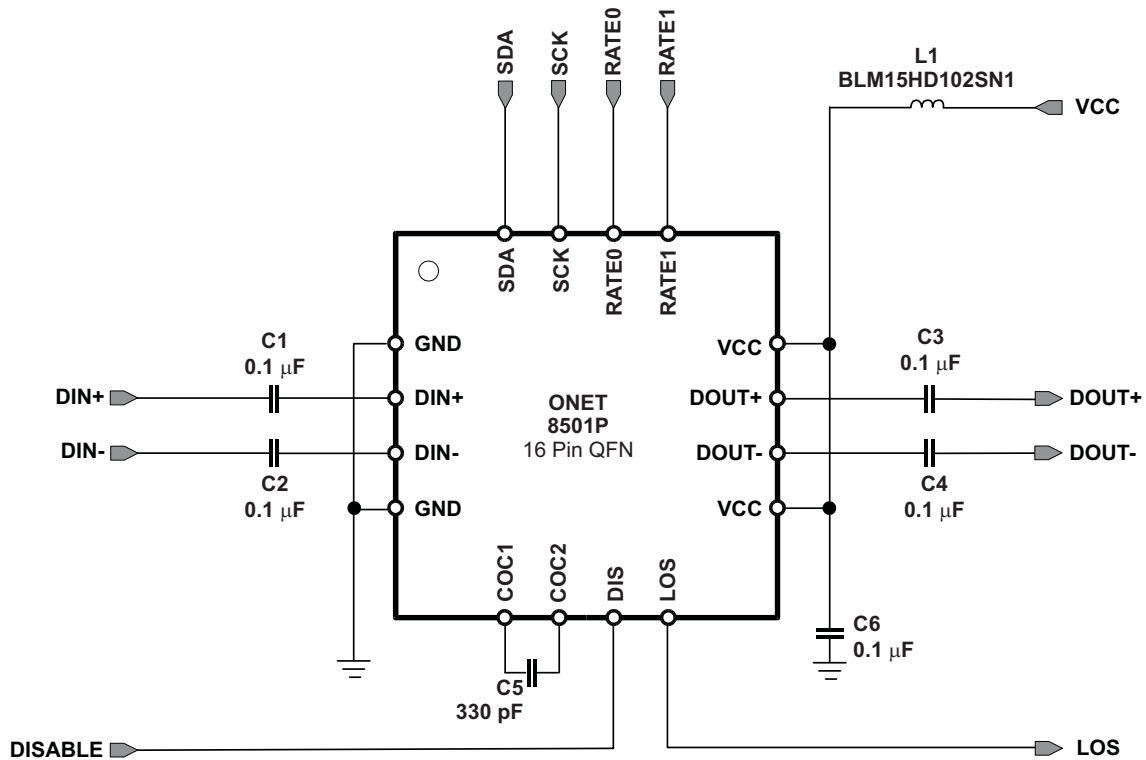 SDA
SCK
RATE0
RATE1
L1
BLM15HD102SN1
VCC
SDA
SCK
RATE0
RATE1
C1
0.1 μF
GND
VCC
C3
0.1 μF
DIN+
DIN+
ONET
8501P
16 Pin QFN
DOUT+
DOUT+
DIN-
DIN-
DOUT-
DOUT-
C2
0.1 μF
GND
VCC
C4
0.1 μF
COC1
COC2
DIS
LOS
C6
0.1 μF
C5
330 pF
DISABLE
LOS